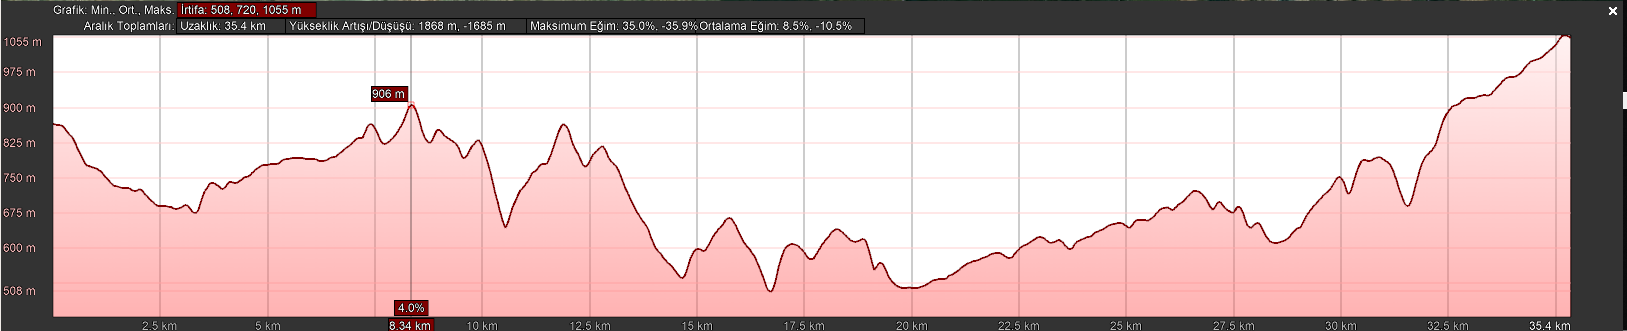 Grafik: Min., Ort., Maks. İrtifa: 508, 720, 1055 m
Aralık Toplamları: Uzaklık: 35.4 km Yükseklik Artışı/Düşüşü: 1868 m, -1685 m Maksimum Eğim: 35.0%, -35.9% Ortalama Eğim: 8.5%, -10.5%
1055 m
975 m
906 m
900 m
825 m
750 m
675 m
600 m
508 m
4.0%
2.5 km 5 km 8.34 km 10 km 12.5 km 15 km 17.5 km 20 km 22.5 km 25 km 27.5 km 30 km 32.5 km 35.4 km